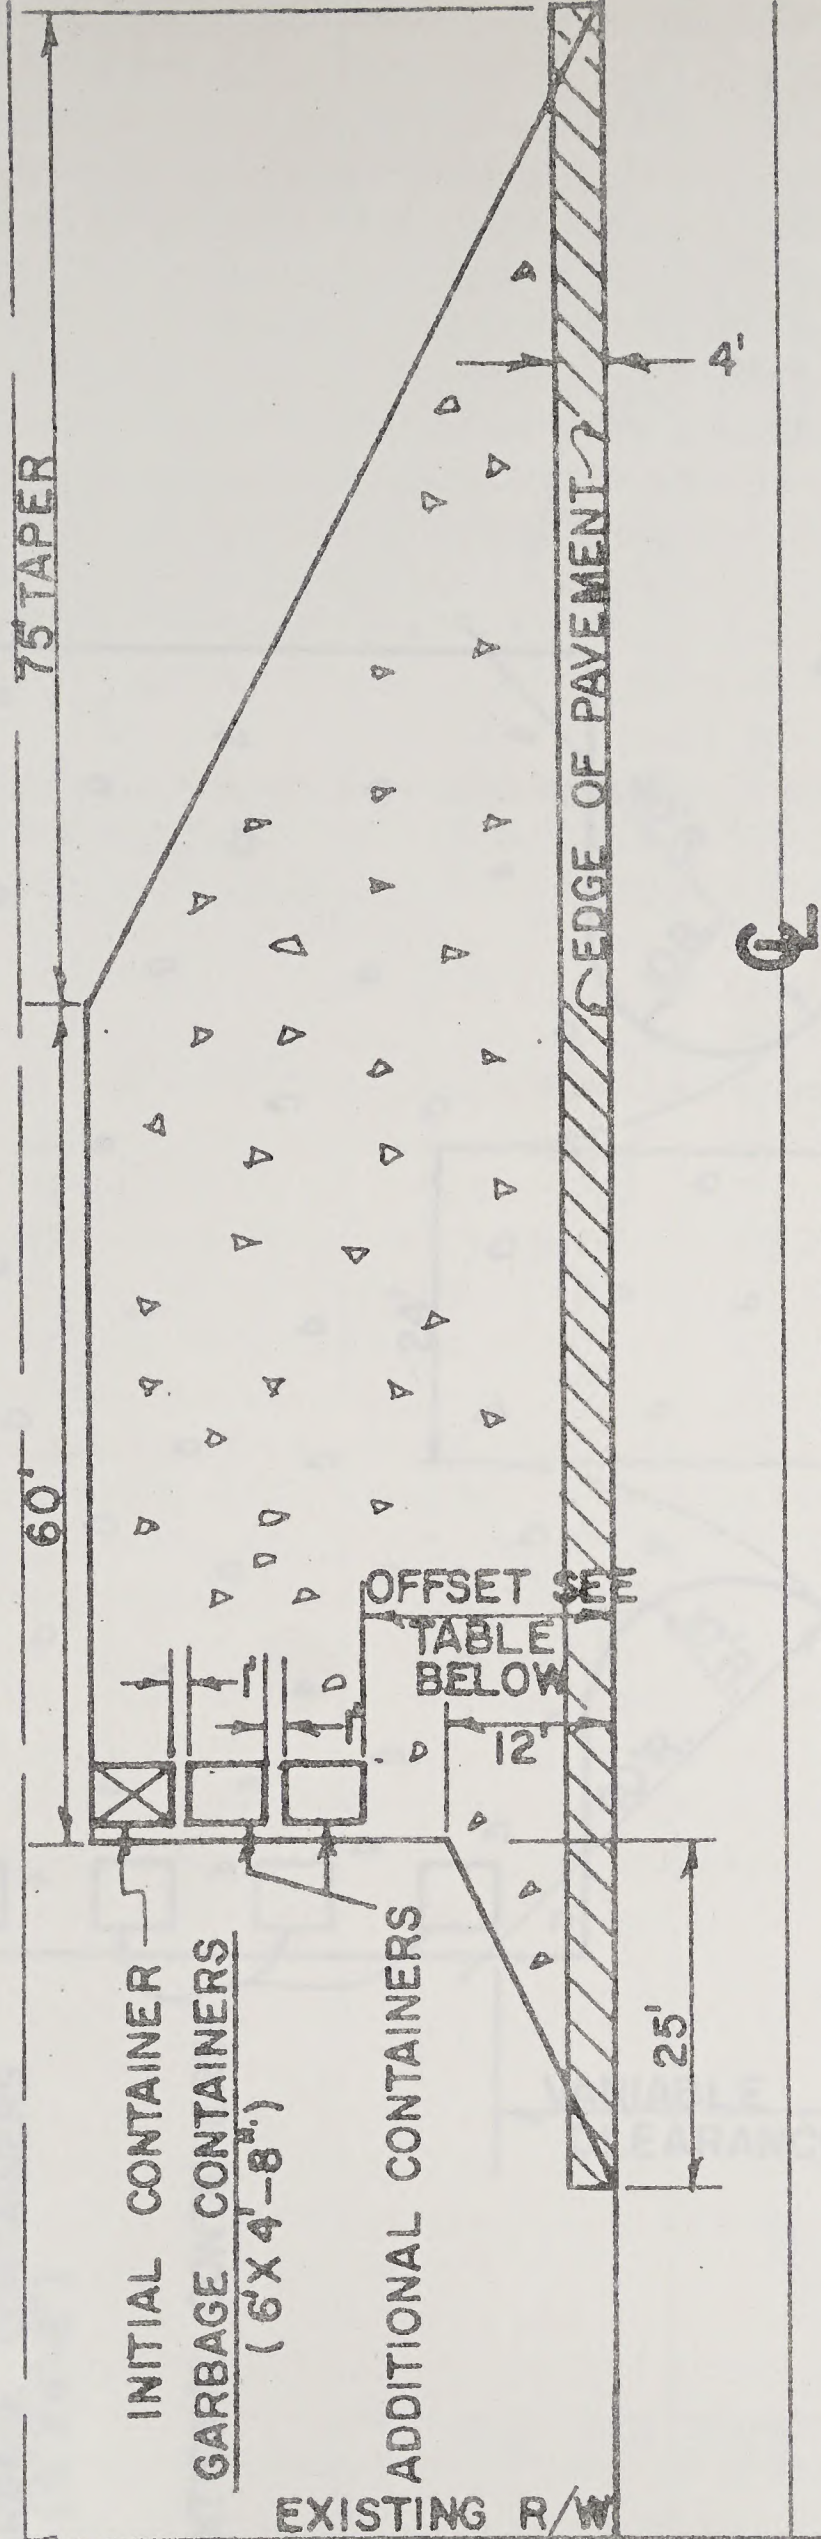 75' TAPER
4'
EDGE OF PAVEMENT
℄
60'
OFFSET SEE
TABLE
BELOW
1'
1'
12'
25'
INITIAL CONTAINER
GARBAGE CONTAINERS
(6'X 4'-8")
ADDITIONAL CONTAINERS
EXISTING R/W